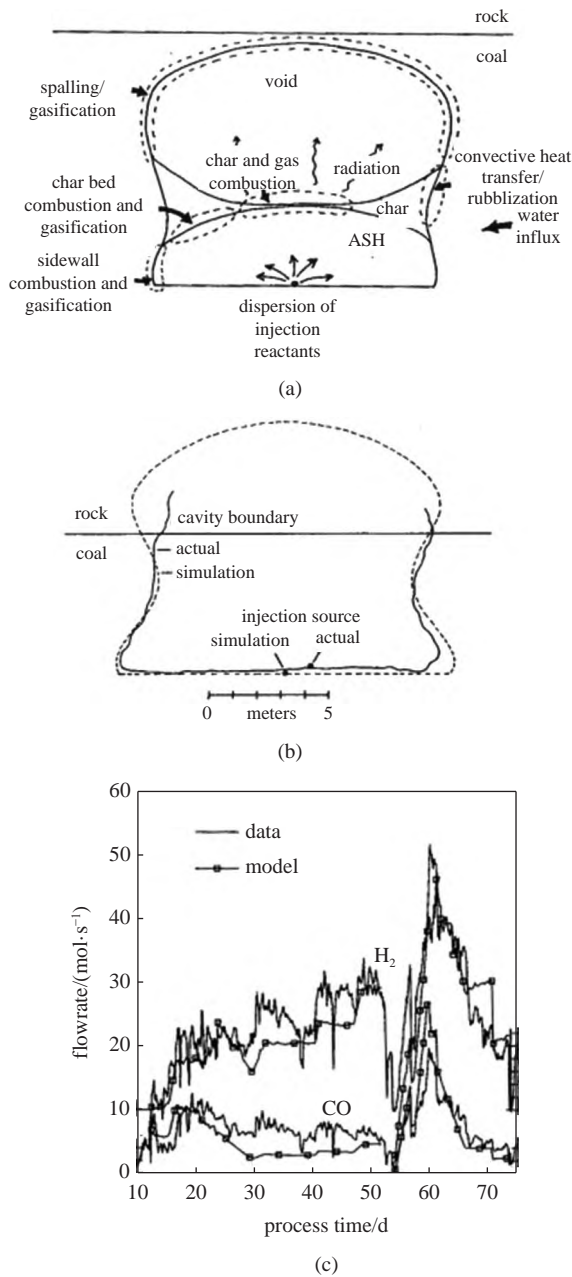 rock
coal
void
spalling/
gasification
char and gas
combustion
radiation
convective heat
transfer/
rubblization
char bed
combustion and
gasification
char
water
influx
ASH
sidewall
combustion and
gasification
dispersion of
injection
reactants
(a)
rock
cavity boundary
coal
actual
simulation
injection source
simulation
actual
0 meters 5
(b)
60
50
40
30
20
10
0
flowrate/(mol·s⁻¹)
data
model
H₂
CO
10 20 30 40 50 60 70
process time/d
(c)